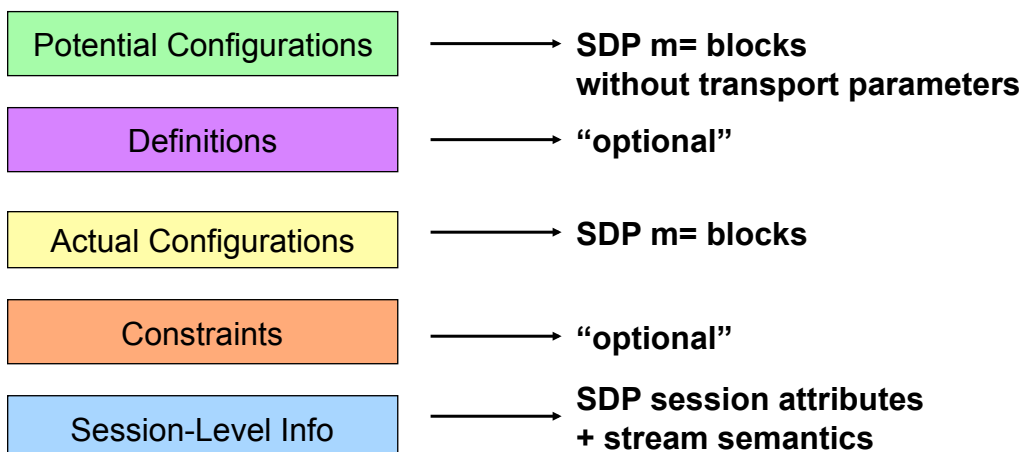 Potential Configurations
SDP m= blocks
without transport parameters
Definitions
“optional”
Actual Configurations
SDP m= blocks
Constraints
“optional”
Session-Level Info
SDP session attributes
+ stream semantics